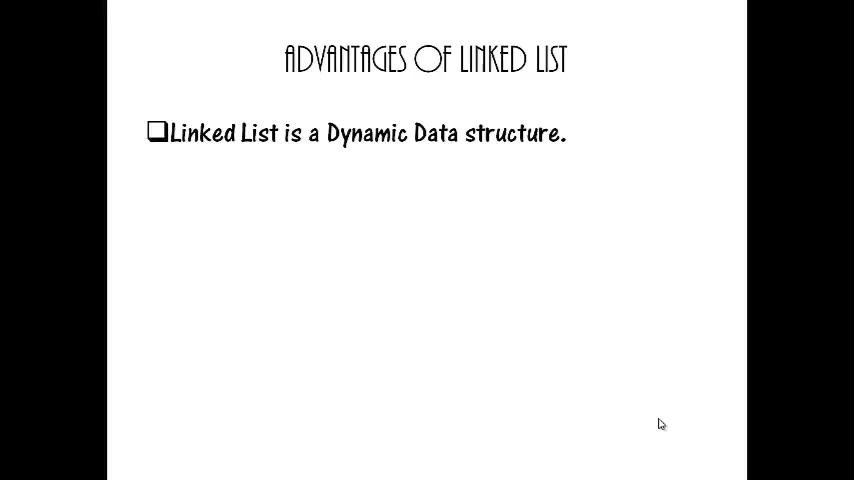 ADVANTAGES OF LINKED LIST
Linked List is a Dynamic Data structure.